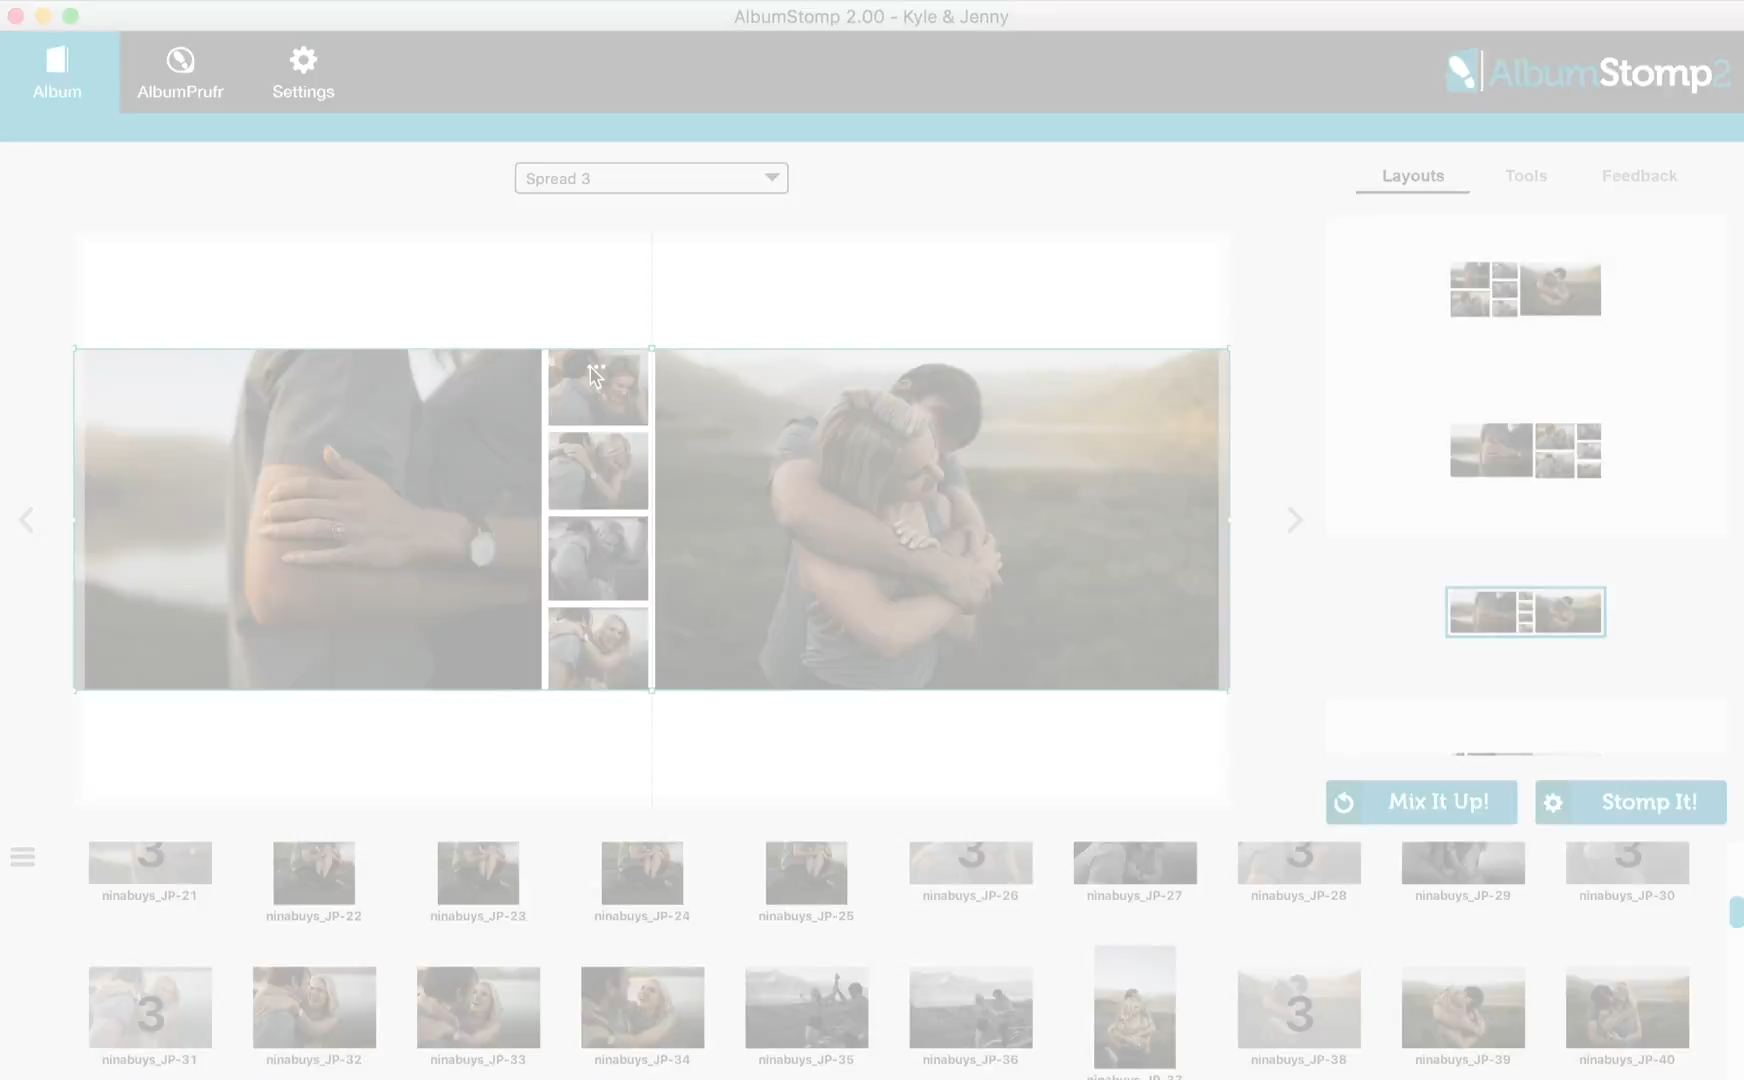 AlbumStomp 2.00 - Kyle & Jenny
Album
AlbumPrufr
Settings
AlbumStomp2
Spread 3
Layouts
Tools
Feedback
Mix It Up!
Stomp It!
3
3
3
3
ninabuys_JP-21
ninabuys_JP-22
ninabuys_JP-23
ninabuys_JP-24
ninabuys_JP-25
ninabuys_JP-26
ninabuys_JP-27
ninabuys_JP-28
ninabuys_JP-29
ninabuys_JP-30
3
3
ninabuys_JP-31
ninabuys_JP-32
ninabuys_JP-33
ninabuys_JP-34
ninabuys_JP-35
ninabuys_JP-36
ninabuys_JP-38
ninabuys_JP-39
ninabuys_JP-40